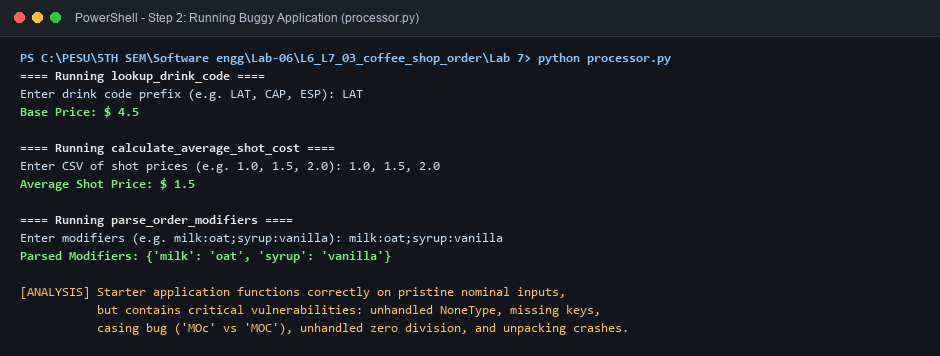 PowerShell - Step 2: Running Buggy Application (processor.py)
PS C:\PESU\5TH SEM\Software engg\Lab-06\L6_L7_03_coffee_shop_order\Lab 7> python processor.py
==== Running lookup_drink_code ====
Enter drink code prefix (e.g. LAT, CAP, ESP): LAT
Base Price: $ 4.5
==== Running calculate_average_shot_cost ====
Enter CSV of shot prices (e.g. 1.0, 1.5, 2.0): 1.0, 1.5, 2.0
Average Shot Price: $ 1.5
==== Running parse_order_modifiers ====
Enter modifiers (e.g. milk:oat;syrup:vanilla): milk:oat;syrup:vanilla
Parsed Modifiers: {'milk': 'oat', 'syrup': 'vanilla'}
[ANALYSIS] Starter application functions correctly on pristine nominal inputs,
but contains critical vulnerabilities: unhandled NoneType, missing keys,
casing bug ('MOc' vs 'MOC'), unhandled zero division, and unpacking crashes.